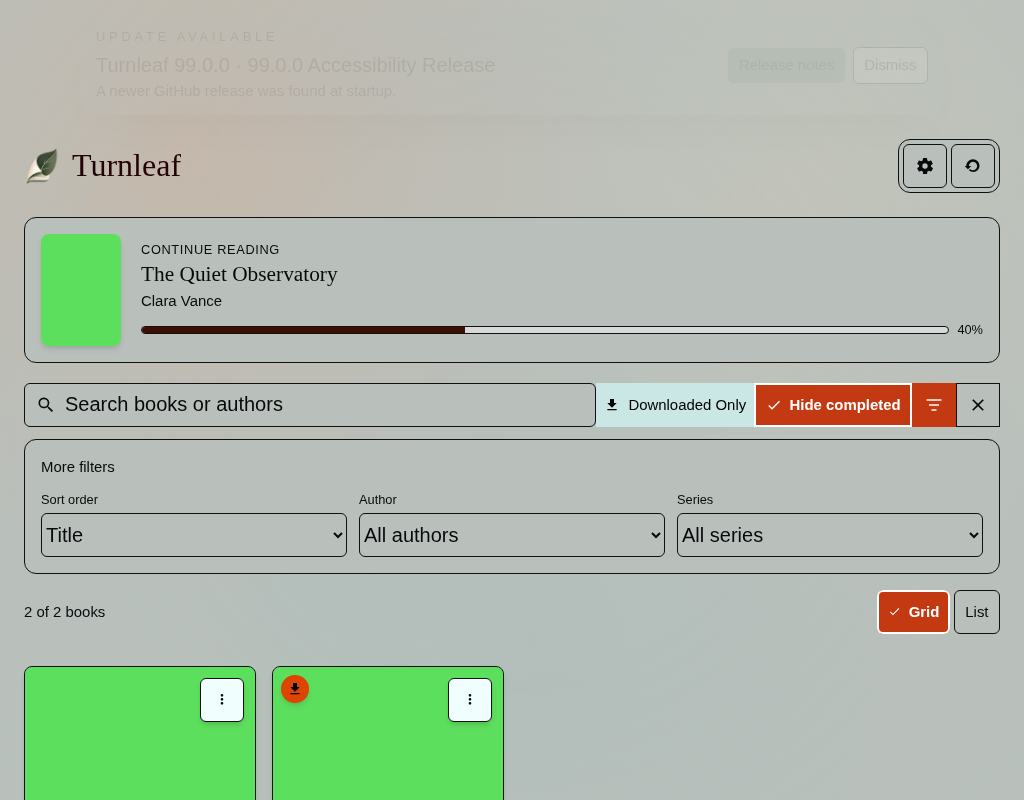 UPDATE AVAILABLE
Turnleaf 99.0.0 · 99.0.0 Accessibility Release
A newer GitHub release was found at startup.
Release notes
Dismiss
Turnleaf
CONTINUE READING
The Quiet Observatory
Clara Vance
40%
Search books or authors
Downloaded Only
Hide completed
More filters
Sort order
Author
Series
Title
All authors
All series
2 of 2 books
Grid
List